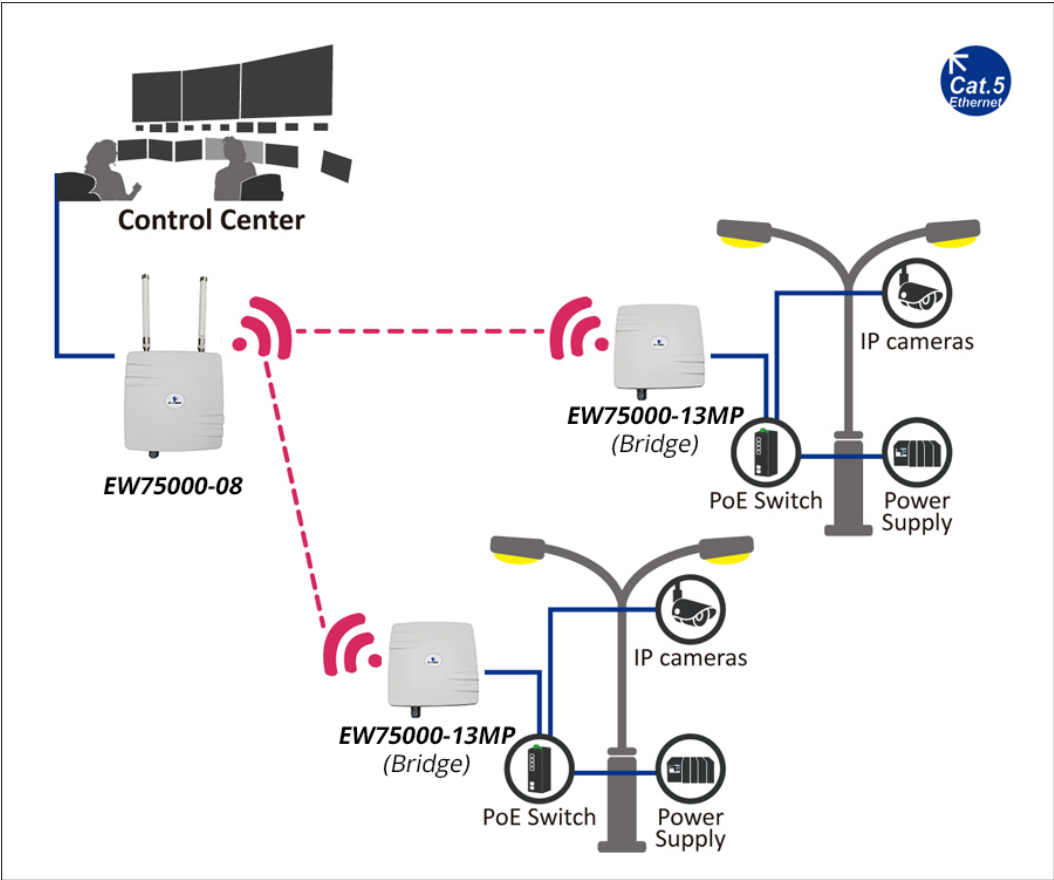 Cat.5
Ethernet
Control Center
IP cameras
EW75000-13MP
(Bridge)
EW75000-08
PoE Switch
Power
Supply
IP cameras
EW75000-13MP
(Bridge)
PoE Switch
Power
Supply